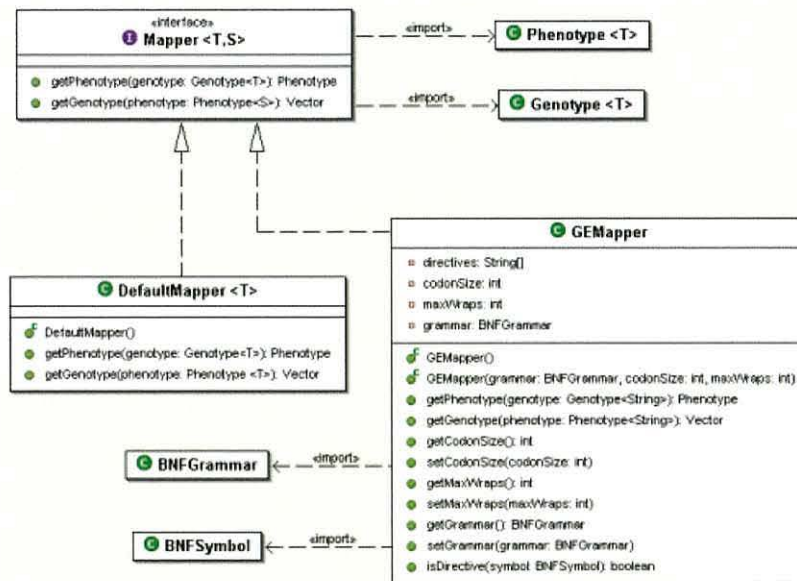 «interface»
Mapper <T,S>
getPhenotype(genotype: Genotype<T>): Phenotype
getGenotype(phenotype: Phenotype<S>): Vector
«import»
Phenotype <T>
«import»
Genotype <T>
GEMapper
directives: String[]
codonSize: int
maxWraps: int
grammar: BNFGrammar
GEMapper()
GEMapper(grammar: BNFGrammar, codonSize: int, maxWraps: int)
getPhenotype(genotype: Genotype<String>): Phenotype
getGenotype(phenotype: Phenotype<String>): Vector
getCodonSize(): int
setCodonSize(codonSize: int)
getMaxWraps(): int
setMaxWraps(maxWraps: int)
getGrammar(): BNFGrammar
setGrammar(grammar: BNFGrammar)
isDirective(symbol: BNFSymbol): boolean
DefaultMapper <T>
DefaultMapper()
getPhenotype(genotype: Genotype<T>): Phenotype
getGenotype(phenotype: Phenotype <T>): Vector
BNFGrammar
«import»
BNFSymbol
«import»